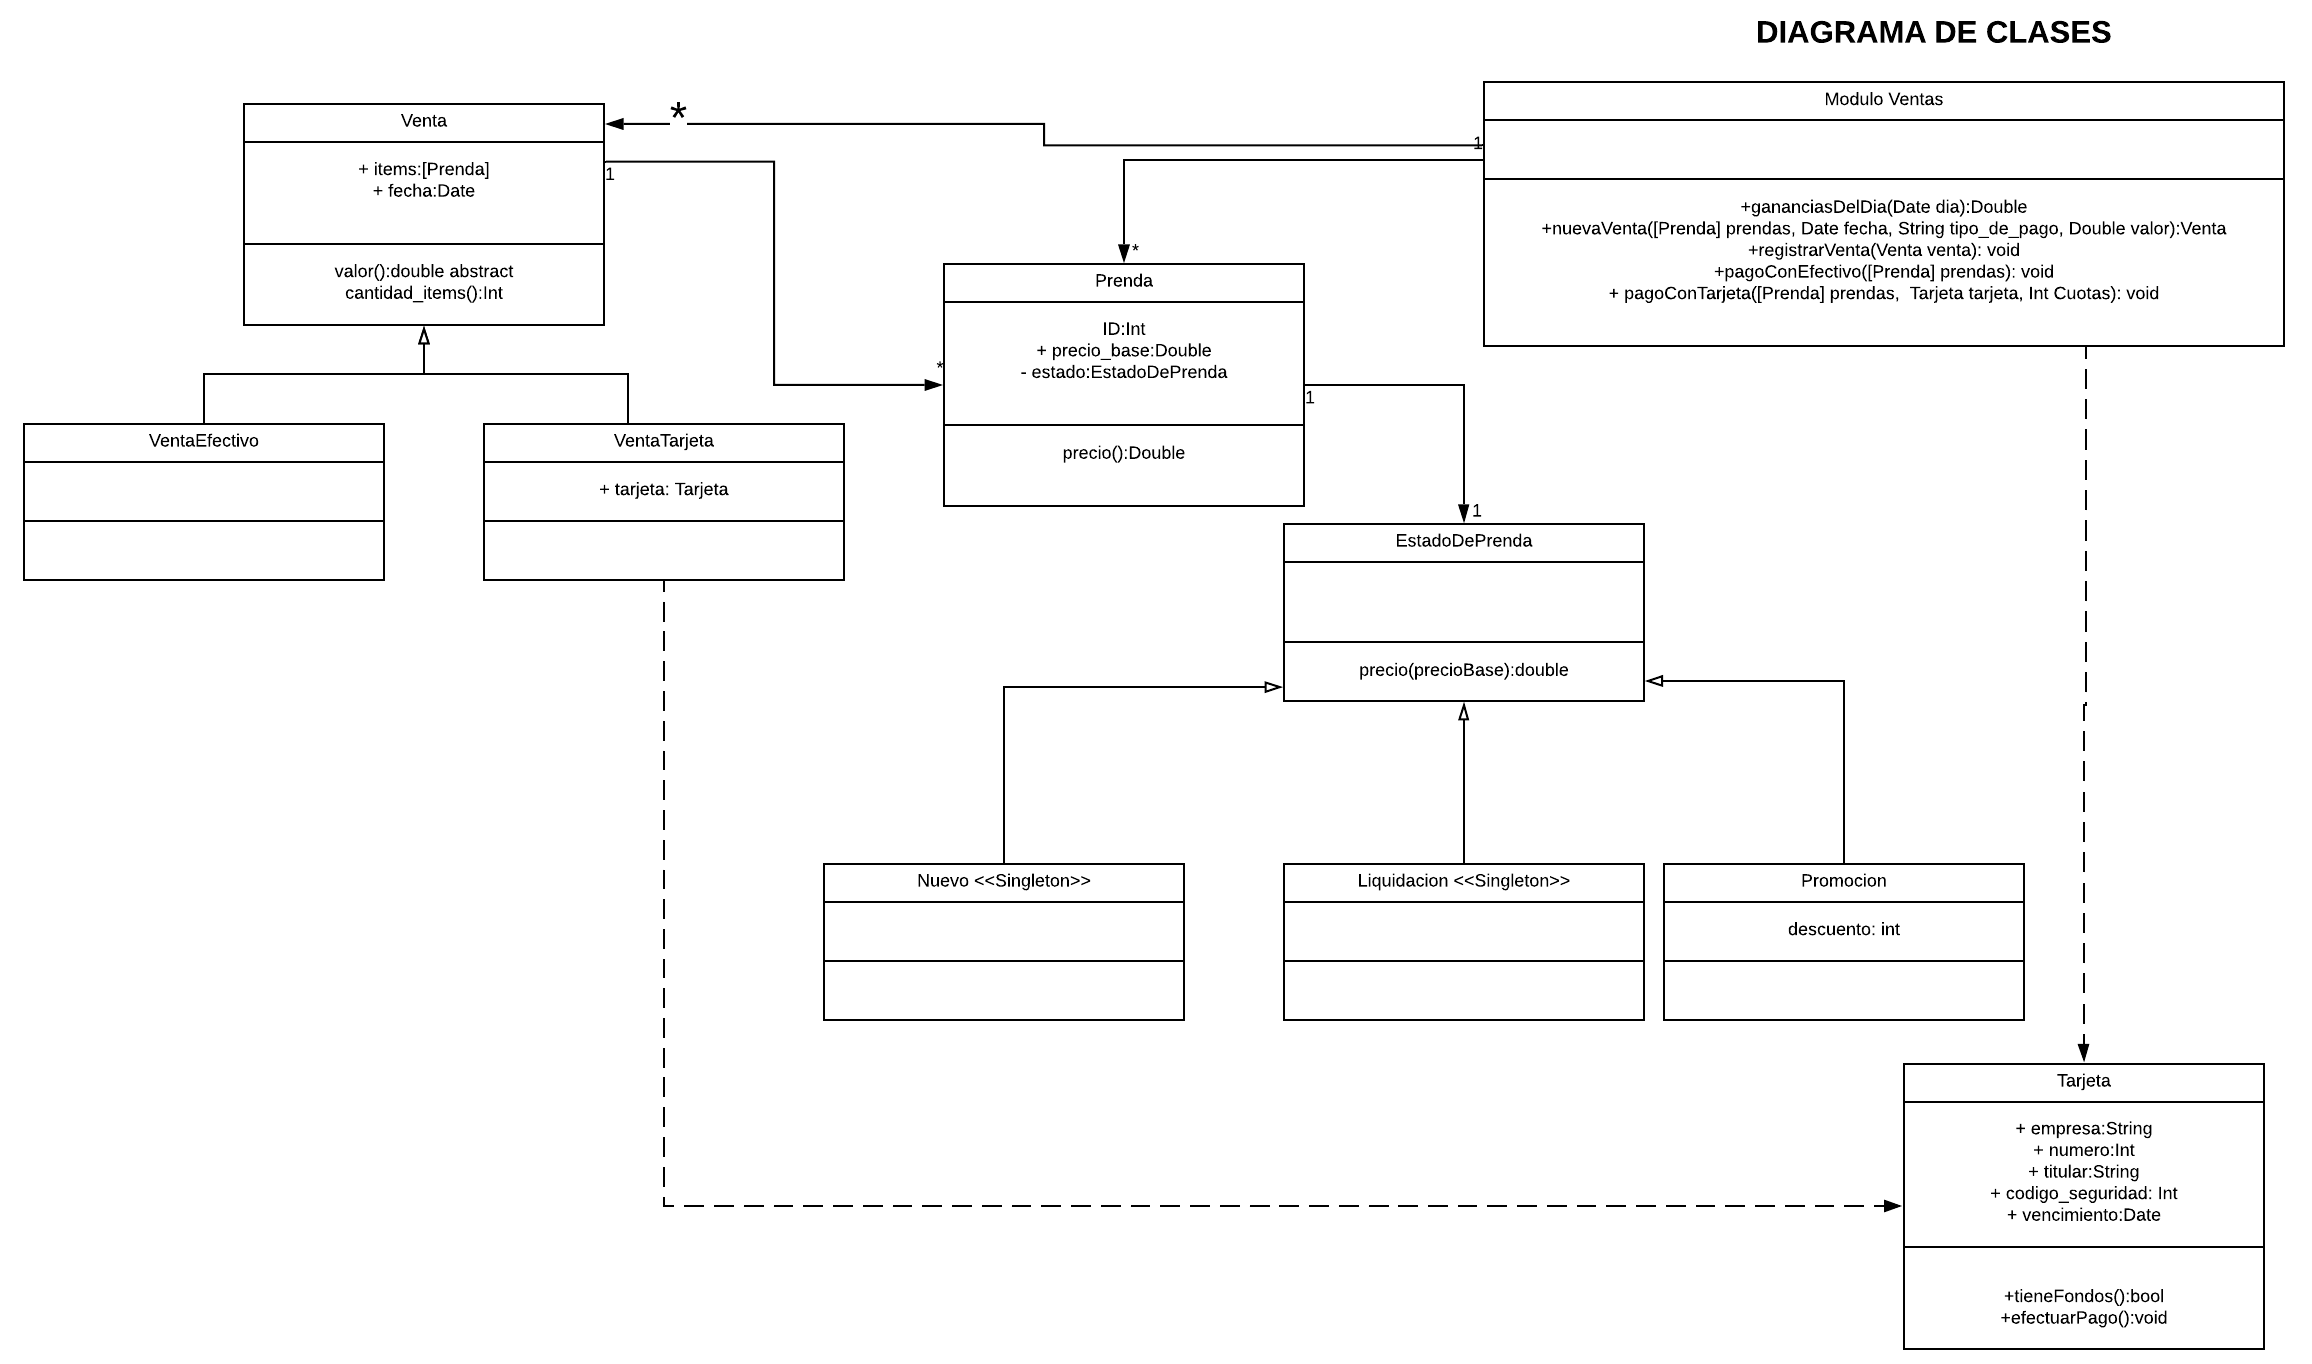 DIAGRAMA DE CLASES
Modulo Ventas
+gananciasDelDia(Date dia):Double
+nuevaVenta([Prenda] prendas, Date fecha, String tipo_de_pago, Double valor):Venta
+registrarVenta(Venta venta): void
+pagoConEfectivo([Prenda] prendas): void
+ pagoConTarjeta([Prenda] prendas,  Tarjeta tarjeta, Int Cuotas): void
*
1
Venta
+ items:[Prenda]
+ fecha:Date
valor():double abstract
cantidad_items():Int
1
*
*
Prenda
ID:Int
+ precio_base:Double
- estado:EstadoDePrenda
precio():Double
1
1
VentaEfectivo
VentaTarjeta
+ tarjeta: Tarjeta
EstadoDePrenda
precio(precioBase):double
Nuevo <<Singleton>>
Liquidacion <<Singleton>>
Promocion
descuento: int
Tarjeta
+ empresa:String
+ numero:Int
+ titular:String
+ codigo_seguridad: Int
+ vencimiento:Date
+tieneFondos():bool
+efectuarPago():void